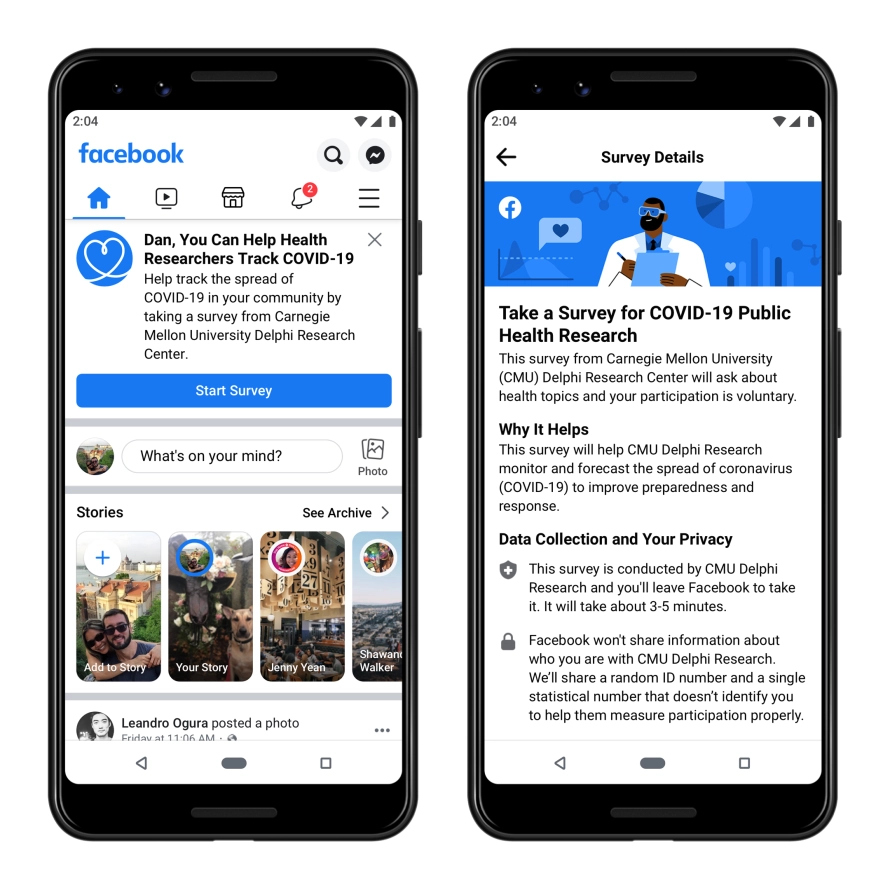 2:04
facebook
2
Dan, You Can Help Health
Researchers Track COVID-19
Help track the spread of
COVID-19 in your community by
taking a survey from Carnegie
Mellon University Delphi Research
Center.
Start Survey
What's on your mind?
Photo
Stories
See Archive
Add to Story
Your Story
Jenny Yean
Shawand
Walker
27
Leandro Ogura posted a photo
Friday at 11:06 AM ·
2:04
Survey Details
Take a Survey for COVID-19 Public
Health Research
This survey from Carnegie Mellon University
(CMU) Delphi Research Center will ask about
health topics and your participation is voluntary.
Why It Helps
This survey will help CMU Delphi Research
monitor and forecast the spread of coronavirus
(COVID-19) to improve preparedness and
response.
Data Collection and Your Privacy
This survey is conducted by CMU Delphi
Research and you'll leave Facebook to take
it. It will take about 3-5 minutes.
Facebook won't share information about
who you are with CMU Delphi Research.
We'll share a random ID number and a single
statistical number that doesn't identify you
to help them measure participation properly.